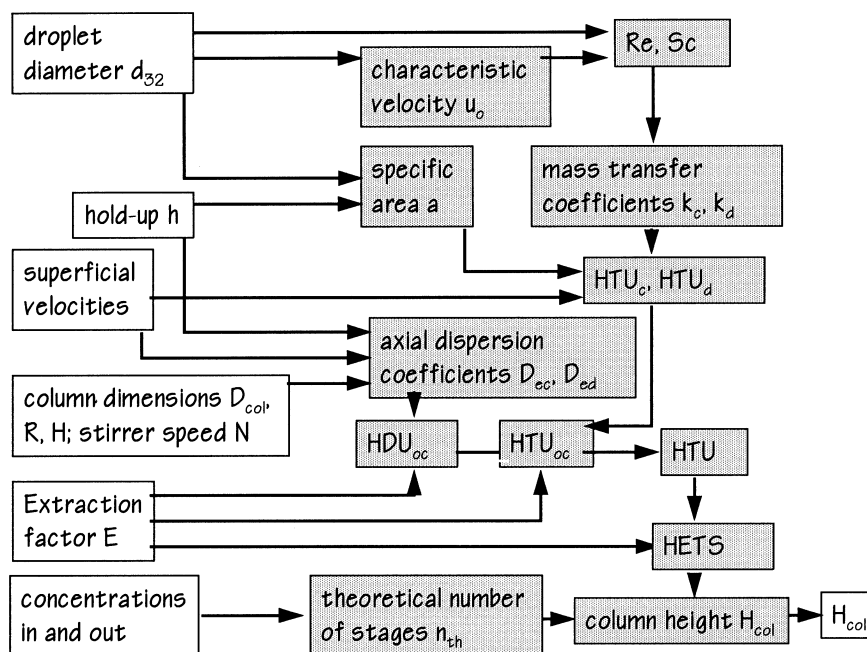 droplet
diameter d32
Re, Sc
characteristic
velocity uo
specific
area a
mass transfer
coefficients kc, kd
hold-up h
superficial
velocities
HTUc, HTUd
axial dispersion
coefficients Dec, Ded
column dimensions Dcol,
R, H; stirrer speed N
HDUoc
HTUoc
HTU
Extraction
factor E
HETS
concentrations
in and out
theoretical number
of stages nth
column height Hcol
Hcol